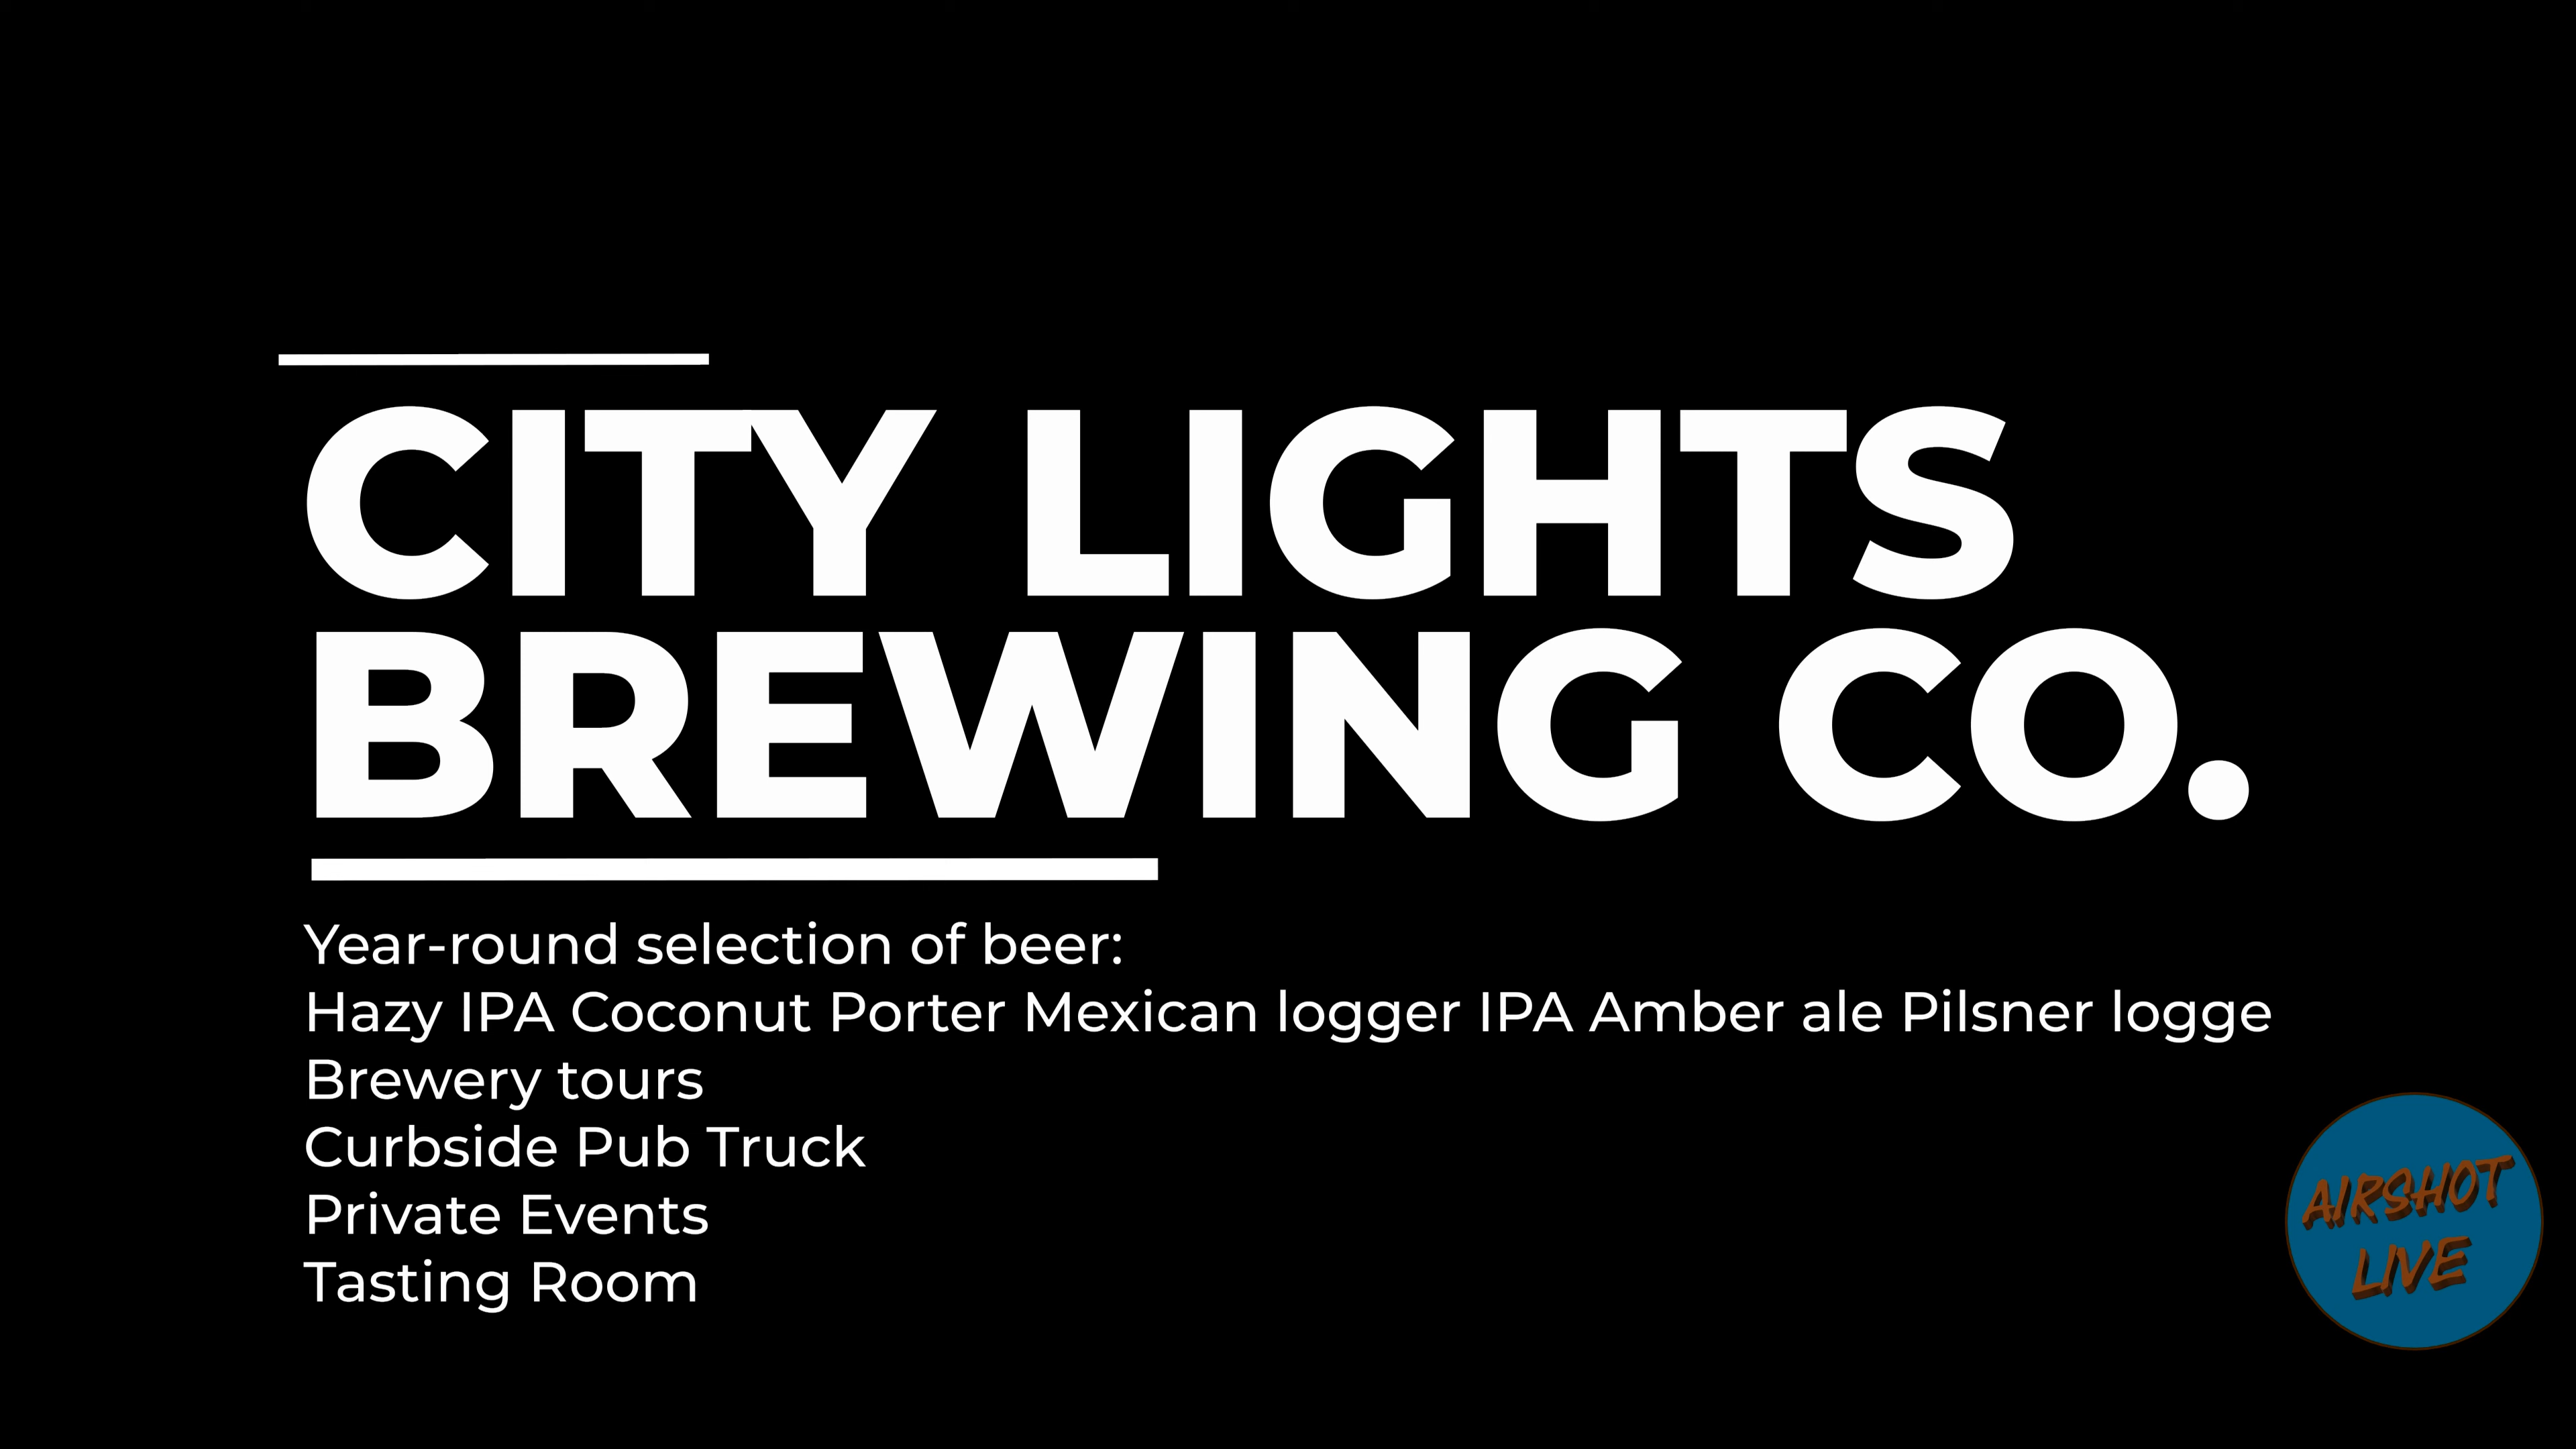 CITY LIGHTS
BREWING CO.
Year-round selection of beer:
Hazy IPA Coconut Porter Mexican logger IPA Amber ale Pilsner logge
Brewery tours
Curbside Pub Truck
Private Events
Tasting Room
AIRSHOT
LIVE